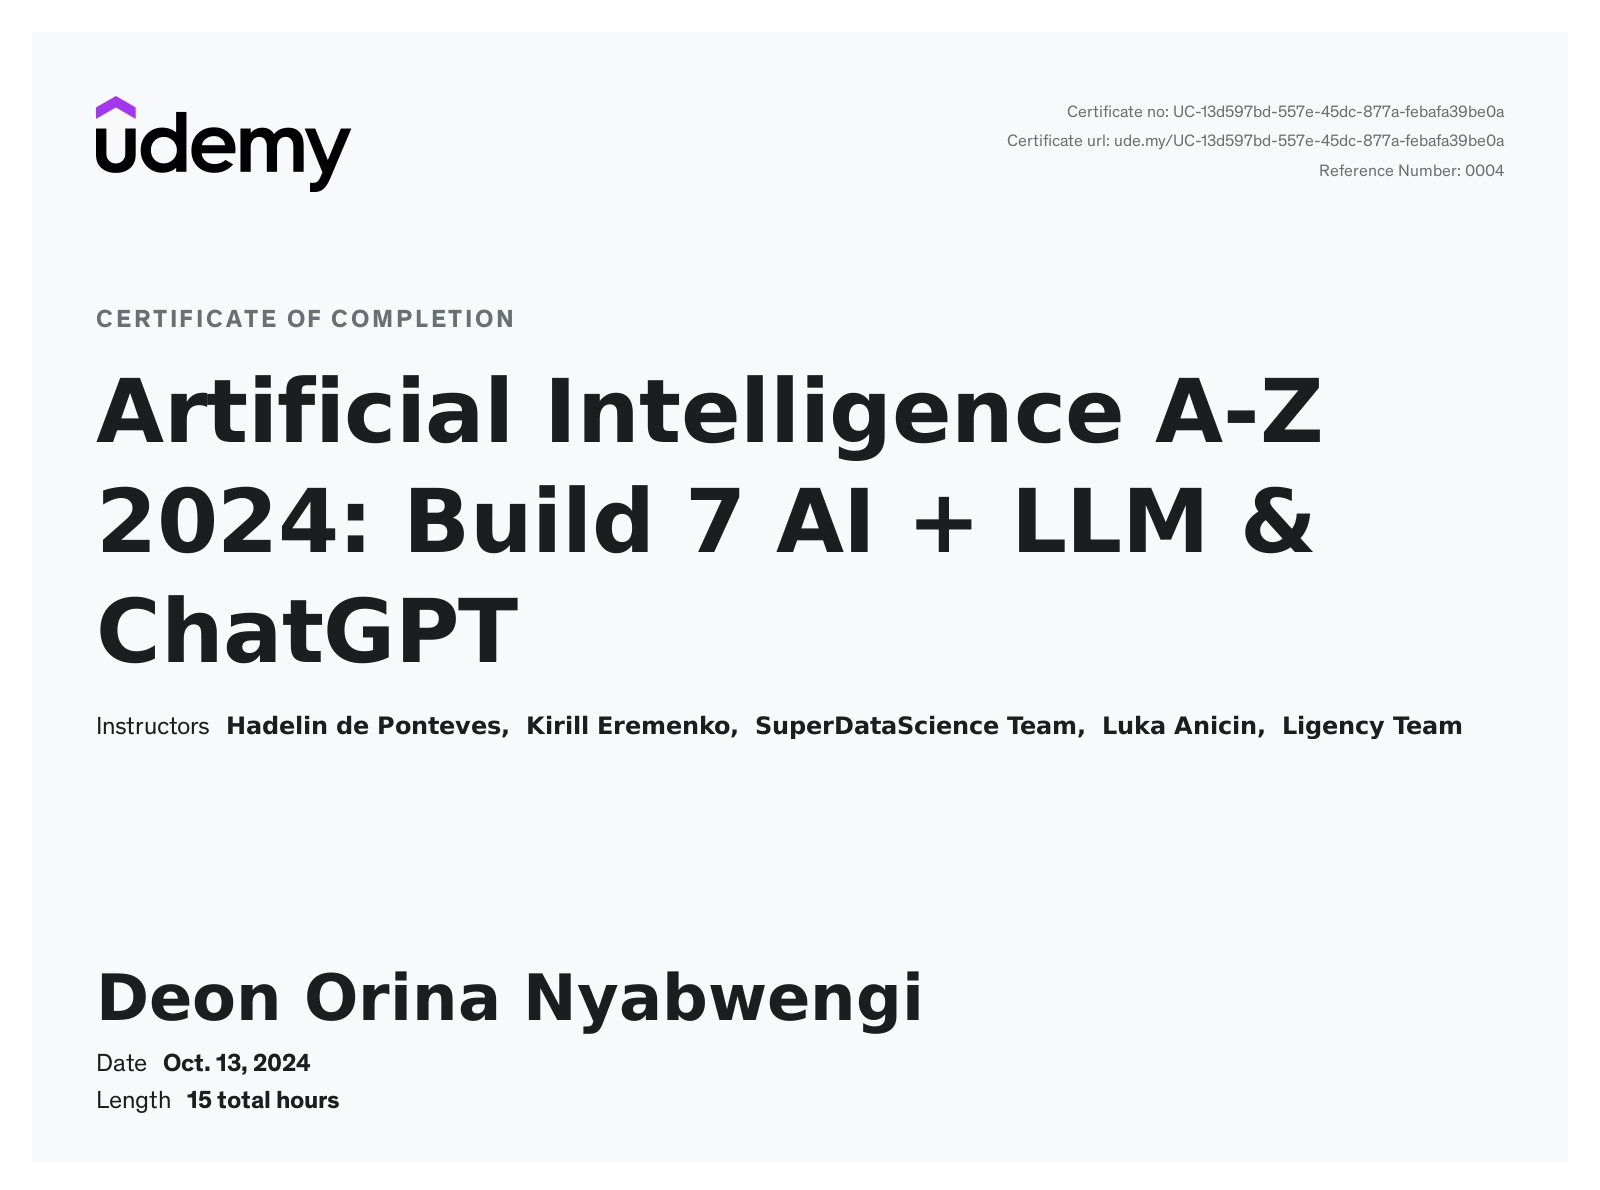 udemy
Certificate no: UC-13d597bd-557e-45dc-877a-febafa39be0a
Certificate url: ude.my/UC-13d597bd-557e-45dc-877a-febafa39be0a
Reference Number: 0004
CERTIFICATE OF COMPLETION
Artificial Intelligence A-Z
2024: Build 7 AI + LLM &
ChatGPT
Instructors Hadelin de Ponteves, Kirill Eremenko, SuperDataScience Team, Luka Anicin, Ligency Team
Deon Orina Nyabwengi
Date Oct. 13, 2024
Length 15 total hours